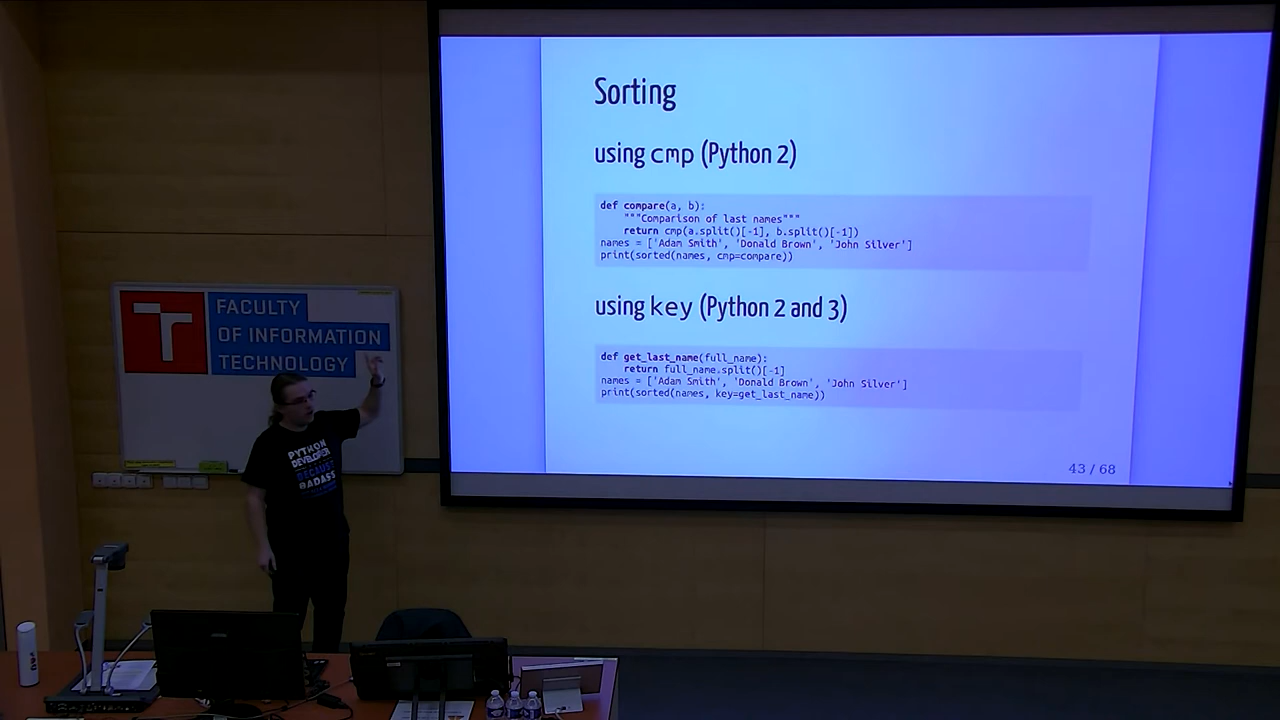 Sorting
using cmp (Python 2)
def compare(a, b):
"""Comparison of last names"""
return cmp(a.split()[-1], b.split()[-1])
names = ['Adam Smith', 'Donald Brown', 'John Silver']
print(sorted(names, cmp=compare))
using key (Python 2 and 3)
def get_last_name(full_name):
return full_name.split()[-1]
names = ['Adam Smith', 'Donald Brown', 'John Silver']
print(sorted(names, key=get_last_name))
43 / 68
FACULTY
OF INFORMATION
TECHNOLOGY
PYTHON
DEVELOPER
BECAUSE
BADASS